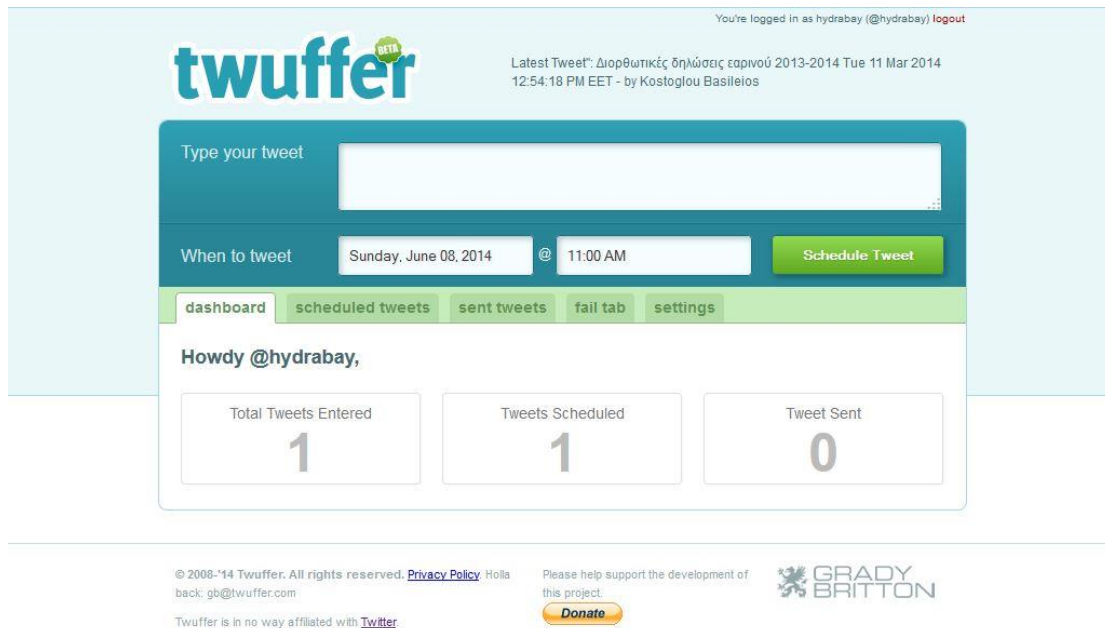 You're logged in as hydrabay (@hydrabay) logout
twuffer
BETA
Latest Tweet": Διορθωτικές δηλώσεις εαρινού 2013-2014 Tue 11 Mar 2014
12:54:18 PM EET - by Kostoglou Basileios
Type your tweet
When to tweet
Sunday, June 08, 2014
@
11:00 AM
Schedule Tweet
dashboard
scheduled tweets
sent tweets
fail tab
settings
Howdy @hydrabay,
Total Tweets Entered
1
Tweets Scheduled
1
Tweet Sent
0
© 2008-'14 Twuffer. All rights reserved. Privacy Policy. Holla
back: gb@twuffer.com
Twuffer is in no way affiliated with Twitter.
Please help support the development of
this project.
Donate
GRADY
BRITTON